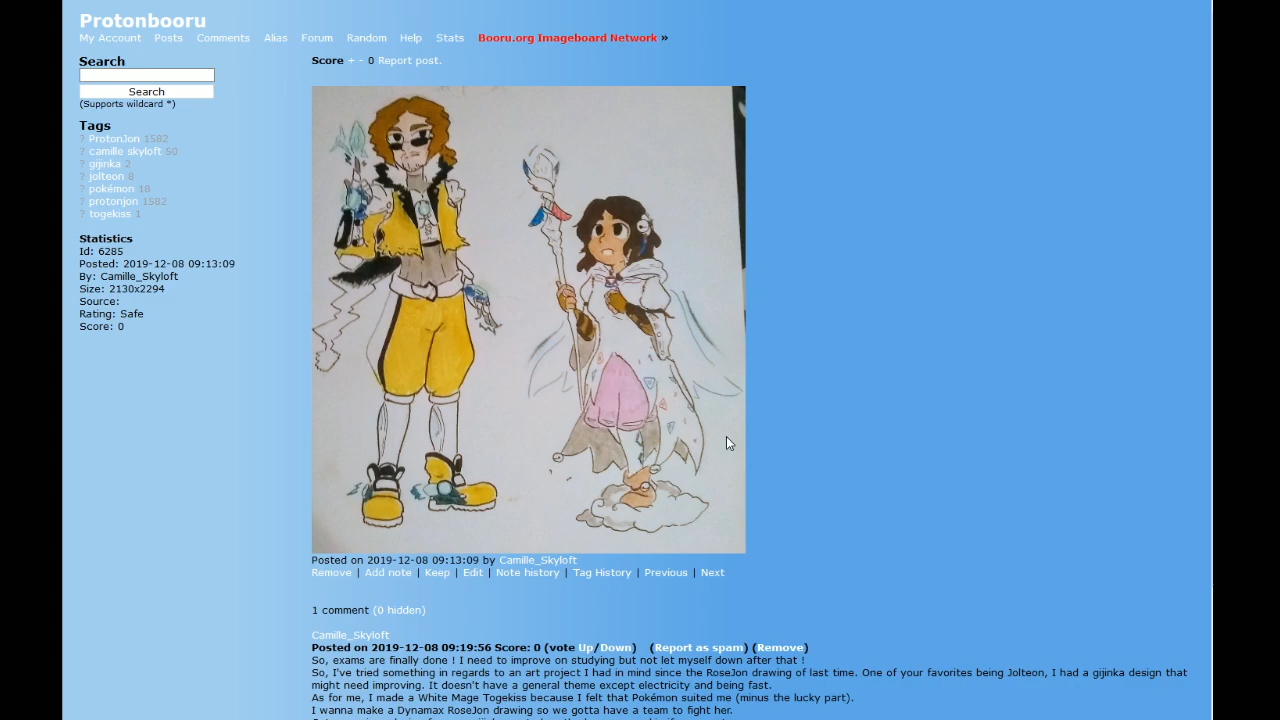 Protonbooru
My Account Posts Comments Alias Forum Random Help Stats Booru.org Imageboard Network »
Search
Search
(Supports wildcard *)
Tags
? ProtonJon 1582
? camille skyloft 50
? gijinka 2
? jolteon 8
? pokémon 18
? protonjon 1582
? togekiss 1
Statistics
Id: 6285
Posted: 2019-12-08 09:13:09
By: Camille_Skyloft
Size: 2130x2294
Source:
Rating: Safe
Score: 0
Score + - 0 Report post.
Posted on 2019-12-08 09:13:09 by Camille_Skyloft
Remove | Add note | Keep | Edit | Note history | Tag History | Previous | Next
1 comment (0 hidden)
Camille_Skyloft
Posted on 2019-12-08 09:19:56 Score: 0 (vote Up/Down) (Report as spam) (Remove)
So, exams are finally done ! I need to improve on studying but not let myself down after that !
So, I've tried something in regards to an art project I had in mind since the RoseJon drawing of last time. One of your favorites being Jolteon, I had a gijinka design that
might need improving. It doesn't have a general theme except electricity and being fast.
As for me, I made a White Mage Togekiss because I felt that Pokémon suited me (minus the lucky part).
I wanna make a Dynamax RoseJon drawing so we gotta have a team to fight her.